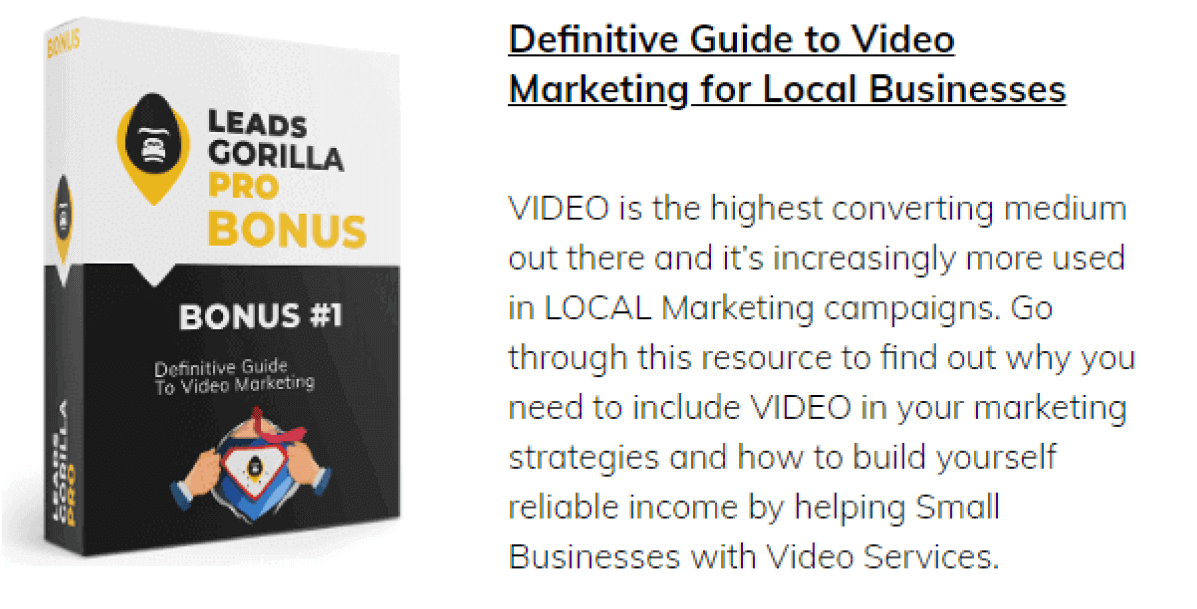 BONUS
LEADS
GORILLA
PRO
BONUS
BONUS #1
Definitive Guide
To Video Marketing
LEADS
GORILLA
PRO
Definitive Guide to Video
Marketing for Local Businesses
VIDEO is the highest converting medium
out there and it's increasingly more used
in LOCAL Marketing campaigns. Go
through this resource to find out why you
need to include VIDEO in your marketing
strategies and how to build yourself
reliable income by helping Small
Businesses with Video Services.